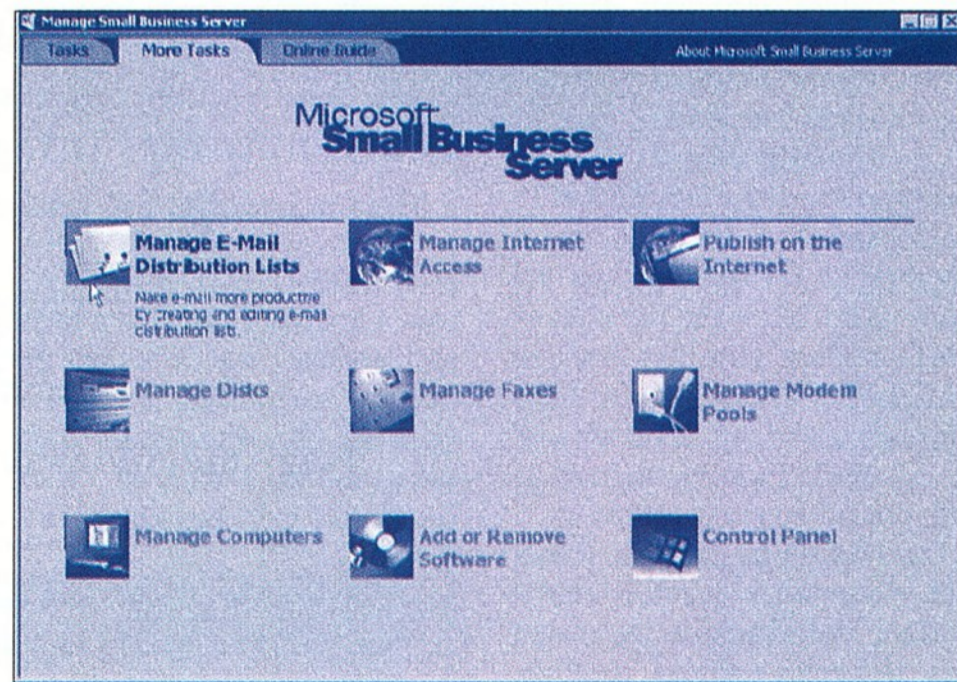 Manage Small Business Server
Tasks
More Tasks
Online Guide
About Microsoft Small Business Server
Microsoft
Small Business
Server
Manage E-Mail
Distribution Lists
Make e-mail more productive
by creating and editing e-mail
distribution lists.
Manage Internet
Access
Publish on the
Internet
Manage Disks
Manage Faxes
Manage Modem
Pools
Manage Computers
Add or Remove
Software
Control Panel